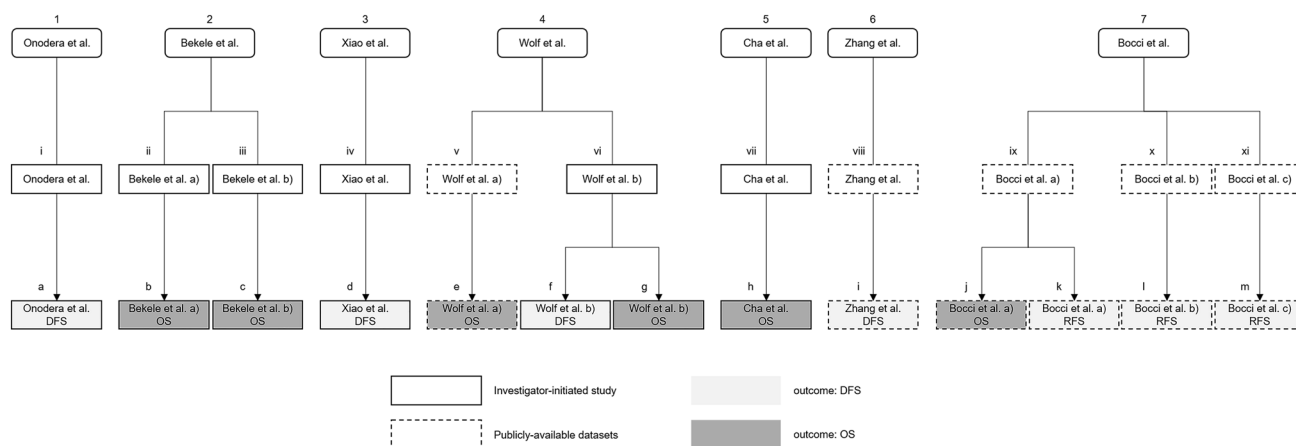 1 2 3 4 5 6 7
Onodera et al. Bekele et al. Xiao et al. Wolf et al. Cha et al. Zhang et al. Bocci et al.
i ii iii iv v vi vii viii ix x xi
Onodera et al. Bekele et al. a) Bekele et al. b) Xiao et al. Wolf et al. a) Wolf et al. b) Cha et al. Zhang et al. Bocci et al. a) Bocci et al. b) Bocci et al. c)
a b c d e f g h i j k l m
Onodera et al. Bekele et al. a) Bekele et al. b) Xiao et al. Wolf et al. a) Wolf et al. b) Wolf et al. b) Cha et al. Zhang et al. Bocci et al. a) Bocci et al. a) Bocci et al. b) Bocci et al. c)
DFS OS OS DFS OS DFS OS OS DFS OS RFS RFS RFS
Investigator-initiated study outcome: DFS
Publicly-available datasets outcome: OS